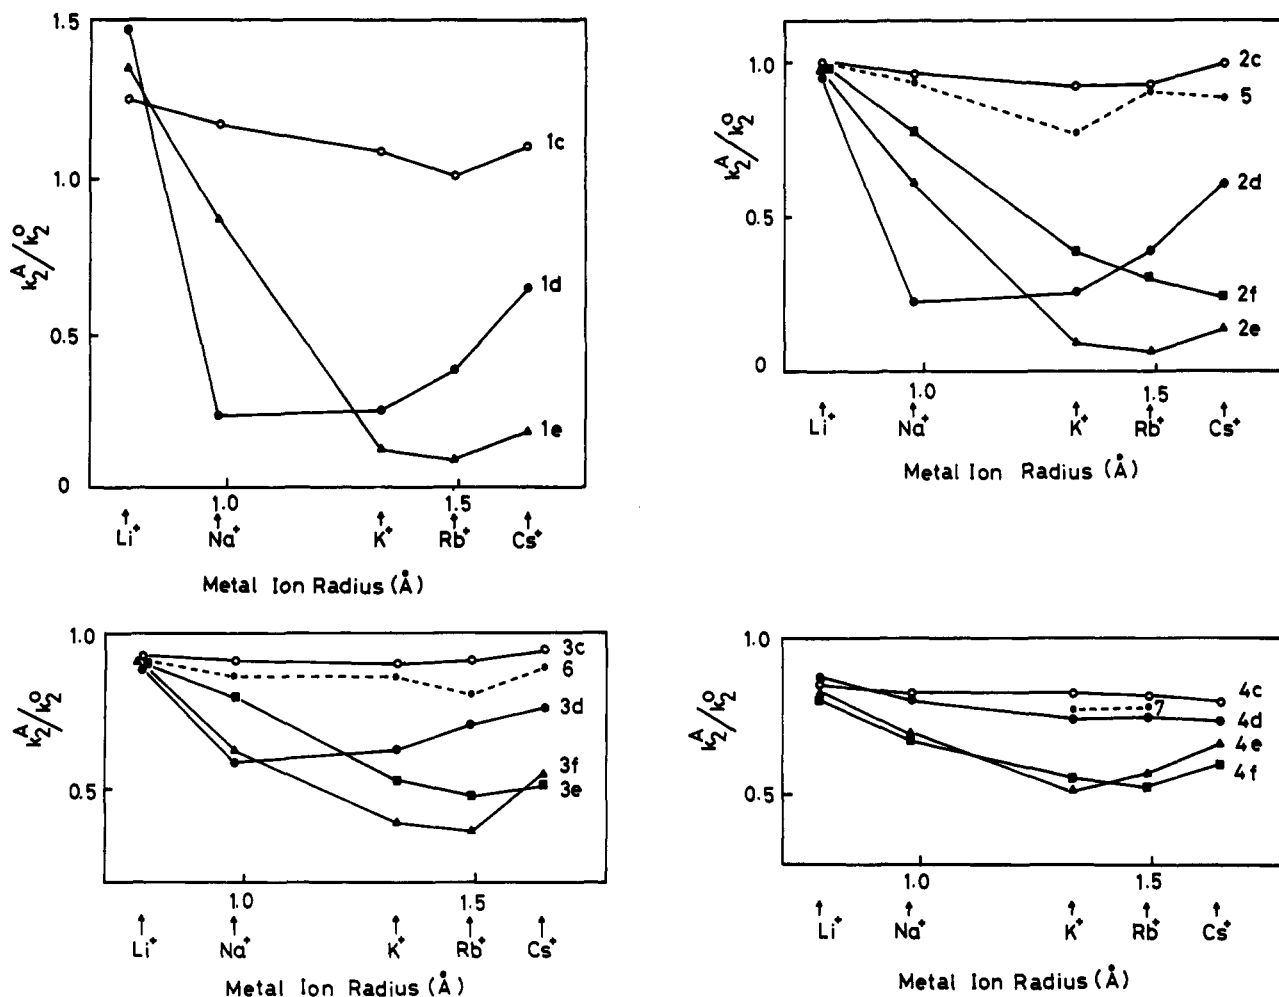 1.5
1.0
0.5
0
k₂ᴬ/k₂ᴼ
1c
1d
1e
1.0
1.5
Li⁺ Na⁺ K⁺ Rb⁺ Cs⁺
Metal Ion Radius (Å)
1.0
0.5
0
k₂ᴬ/k₂ᴼ
2c
5
2d
2f
2e
1.0
1.5
Li⁺ Na⁺ K⁺ Rb⁺ Cs⁺
Metal Ion Radius (Å)
1.0
0.5
k₂ᴬ/k₂ᴼ
3c
6
3d
3f
3e
1.0
1.5
Li⁺ Na⁺ K⁺ Rb⁺ Cs⁺
Metal Ion Radius (Å)
1.0
0.5
k₂ᴬ/k₂ᴼ
4c
7
4d
4e
4f
1.0
1.5
Li⁺ Na⁺ K⁺ Rb⁺ Cs⁺
Metal Ion Radius (Å)